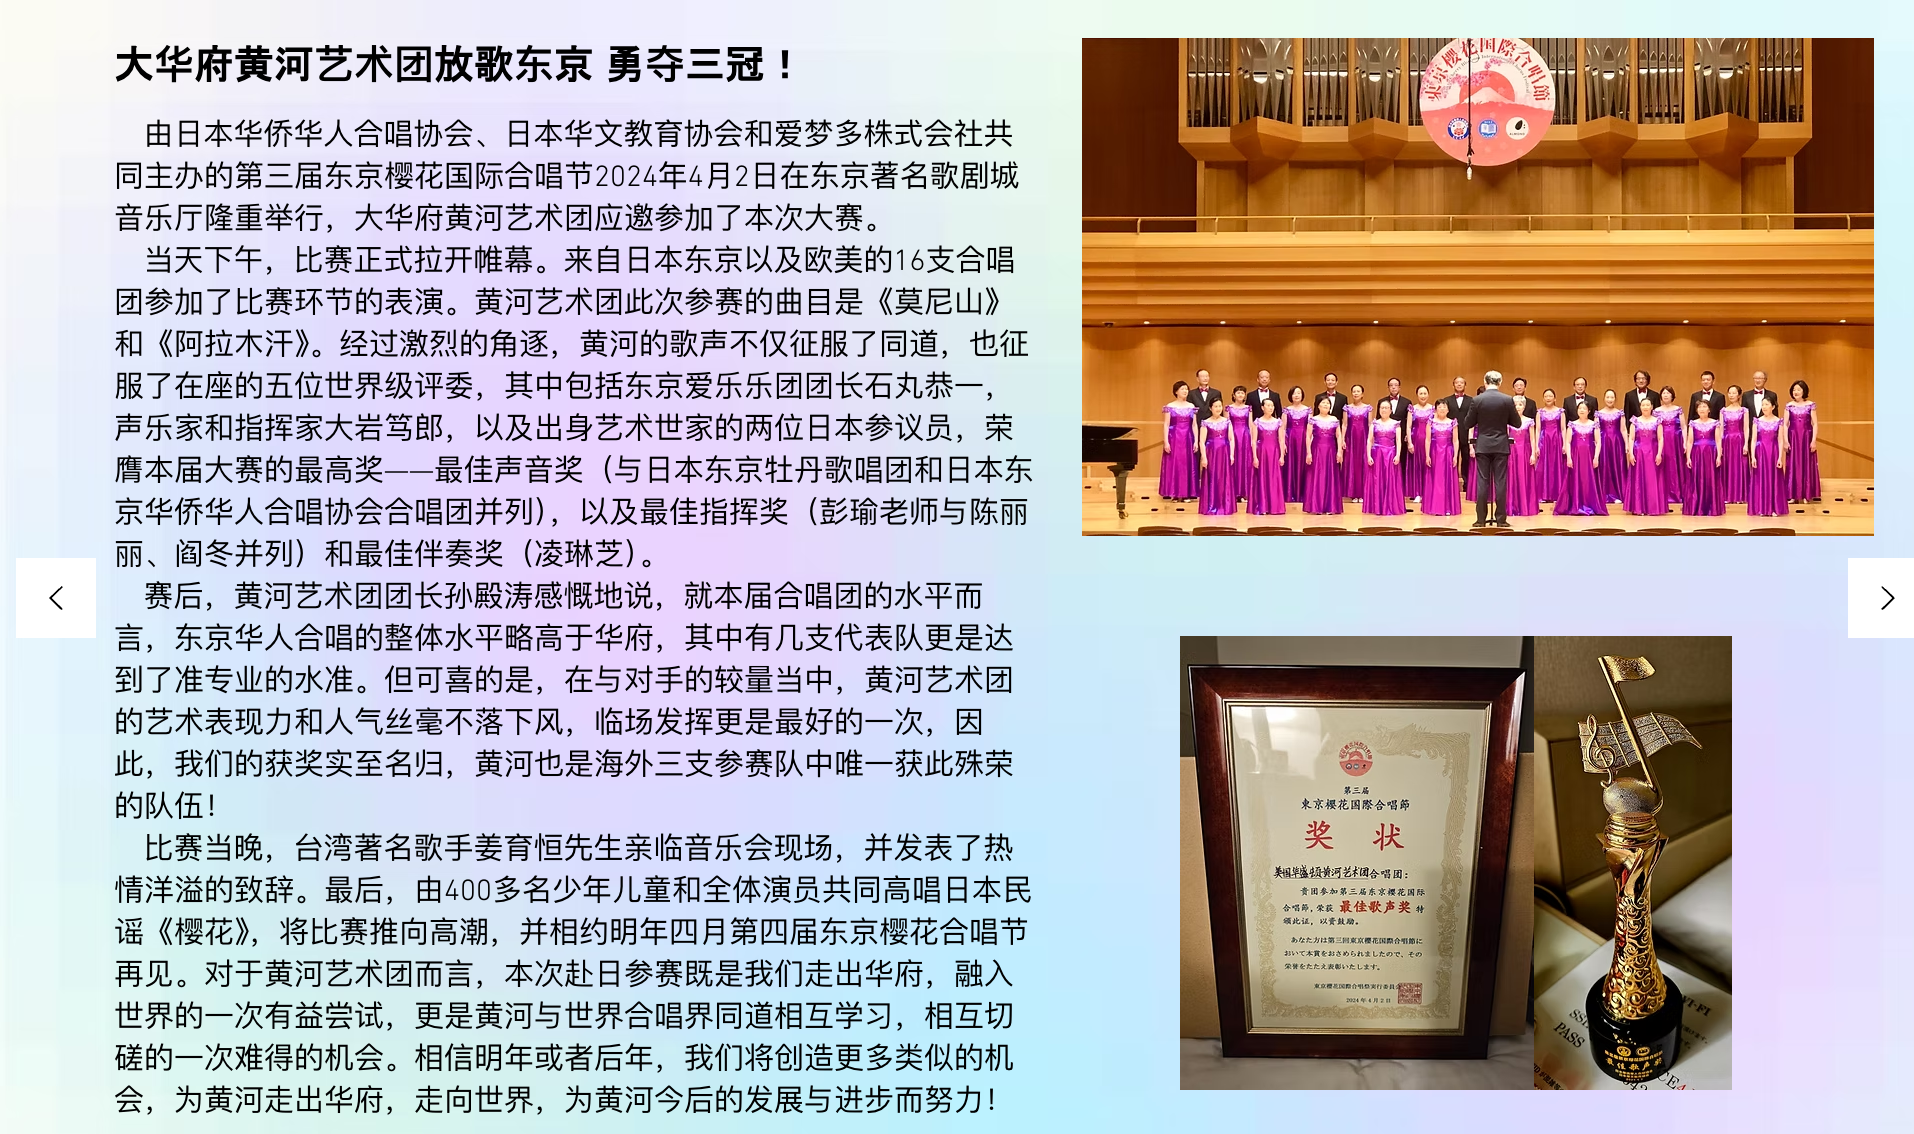 大华府黄河艺术团放歌东京 勇夺三冠！
由日本华侨华人合唱协会、日本华文教育协会和爱梦多株式会社共
同主办的第三届东京樱花国际合唱节2024年4月2日在东京著名歌剧城
音乐厅隆重举行，大华府黄河艺术团应邀参加了本次大赛。
当天下午，比赛正式拉开帷幕。来自日本东京以及欧美的16支合唱
团参加了比赛环节的表演。黄河艺术团此次参赛的曲目是《莫尼山》
和《阿拉木汗》。经过激烈的角逐，黄河的歌声不仅征服了同道，也征
服了在座的五位世界级评委，其中包括东京爱乐乐团团长石丸恭一，
声乐家和指挥家大岩笃郎，以及出身艺术世家的两位日本参议员，荣
膺本届大赛的最高奖——最佳声音奖（与日本东京牡丹歌唱团和日本东
京华侨华人合唱协会合唱团并列），以及最佳指挥奖（彭瑜老师与陈丽
丽、阎冬并列）和最佳伴奏奖（凌琳芝）。
赛后，黄河艺术团团长孙殿涛感慨地说，就本届合唱团的水平而
言，东京华人合唱的整体水平略高于华府，其中有几支代表队更是达
到了准专业的水准。但可喜的是，在与对手的较量当中，黄河艺术团
的艺术表现力和人气丝毫不落下风，临场发挥更是最好的一次，因
此，我们的获奖实至名归，黄河也是海外三支参赛队中唯一获此殊荣
的队伍！
比赛当晚，台湾著名歌手姜育恒先生亲临音乐会现场，并发表了热
情洋溢的致辞。最后，由400多名少年儿童和全体演员共同高唱日本民
谣《樱花》，将比赛推向高潮，并相约明年四月第四届东京樱花合唱节
再见。对于黄河艺术团而言，本次赴日参赛既是我们走出华府，融入
世界的一次有益尝试，更是黄河与世界合唱界同道相互学习，相互切
磋的一次难得的机会。相信明年或者后年，我们将创造更多类似的机
会，为黄河走出华府，走向世界，为黄河今后的发展与进步而努力！
東京櫻花国際合唱節
第三届
東京櫻花国際合唱節
奖 状
美国华盛顿黄河艺术团合唱团：
贵团参加第三届东京樱花国际
合唱節，荣获 最佳歌声奖 特
颁此证，以资鼓励。
あなた方は第三回東京櫻花国際合唱節に
おいて本賞をおさめられましたので、その
栄誉をたたえ表彰いたします。
東京櫻花国際合唱祭実行委員会
2024年4月2日
最佳歌声奖
PASS